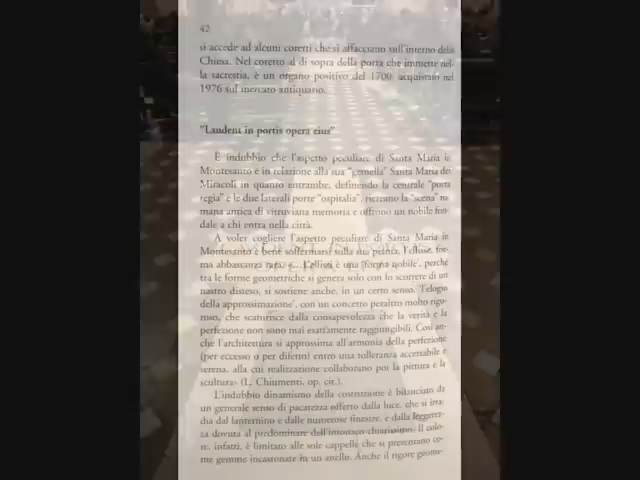 42
si accede ad alcuni coretti che si affacciano sull'interno della
Chiesa. Nel coretto al di sopra della porta che immette nel-
la sacrestia, è un organo positivo del 1700, acquistato nel
1976 sul mercato antiquario.
"Laudent in portis opera eius"
È indubbio che l'aspetto peculiare di Santa Maria in
Montesanto è in relazione alla sua "gemella" Santa Maria dei
Miracoli in quanto entrambe, definendo la centrale "porta
regia" e le due laterali porte "ospitalia", ricreano la "scena" ro-
mana antica di vitruviana memoria e offrono un nobile fon-
dale a chi entra nella città.
A voler cogliere l'aspetto peculiare di Santa Maria in
Montesanto è bene soffermarsi sulla sua pianta, l'ellisse, for-
ma abbastanza rara. «...L'ellissi è una 'forma nobile', perché
tra le forme geometriche si genera solo con lo scorrere di un
nastro disteso, si sostiene anche, in un certo senso, 'l'elogio
della approssimazione', con un concetto peraltro molto rigo-
roso, che scaturisce dalla consapevolezza che la verità e la
perfezione non sono mai esattamente raggiungibili. Così an-
che l'architettura si approssima all'armonia della perfezione
(per eccesso o per difetto) entro una tolleranza accettabile e
serena, alla cui realizzazione collaborano poi la pittura e la
scultura» (L. Chiumenti, op. cit.).
L'indubbio dinamismo della costruzione è bilanciato da
un generale senso di pacatezza offerto dalla luce, che si irra-
dia dal lanternino e dalle numerose finestre, e dalla leggerez-
za dovuta al predominare dell'intonaco chiarissimo. Il colo-
re, infatti, è limitato alle sole cappelle che si presentano co-
me gemme incastonate in un anello. Anche il rigore geome-